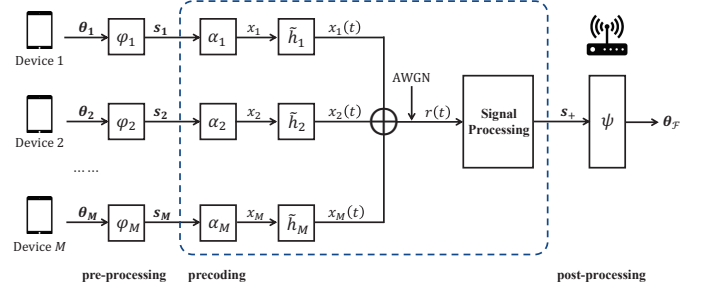 θ₁ φ₁ s₁ α₁ x₁ h̃₁ x₁(t)
Device 1
AWGN
θ₂ φ₂ s₂ α₂ x₂ h̃₂ x₂(t) r(t) Signal Processing s₊ ψ θ_ℱ
Device 2
... ...
θ_M φ_M s_M α_M x_M h̃_M x_M(t)
Device M
pre-processing precoding post-processing